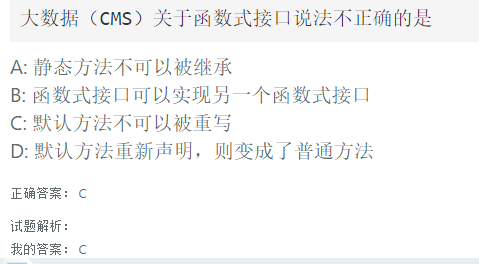 大数据（CMS）关于函数式接口说法不正确的是
A: 静态方法不可以被继承
B: 函数式接口可以实现另一个函数式接口
C: 默认方法不可以被重写
D: 默认方法重新声明，则变成了普通方法
正确答案： C
试题解析：
我的答案： C